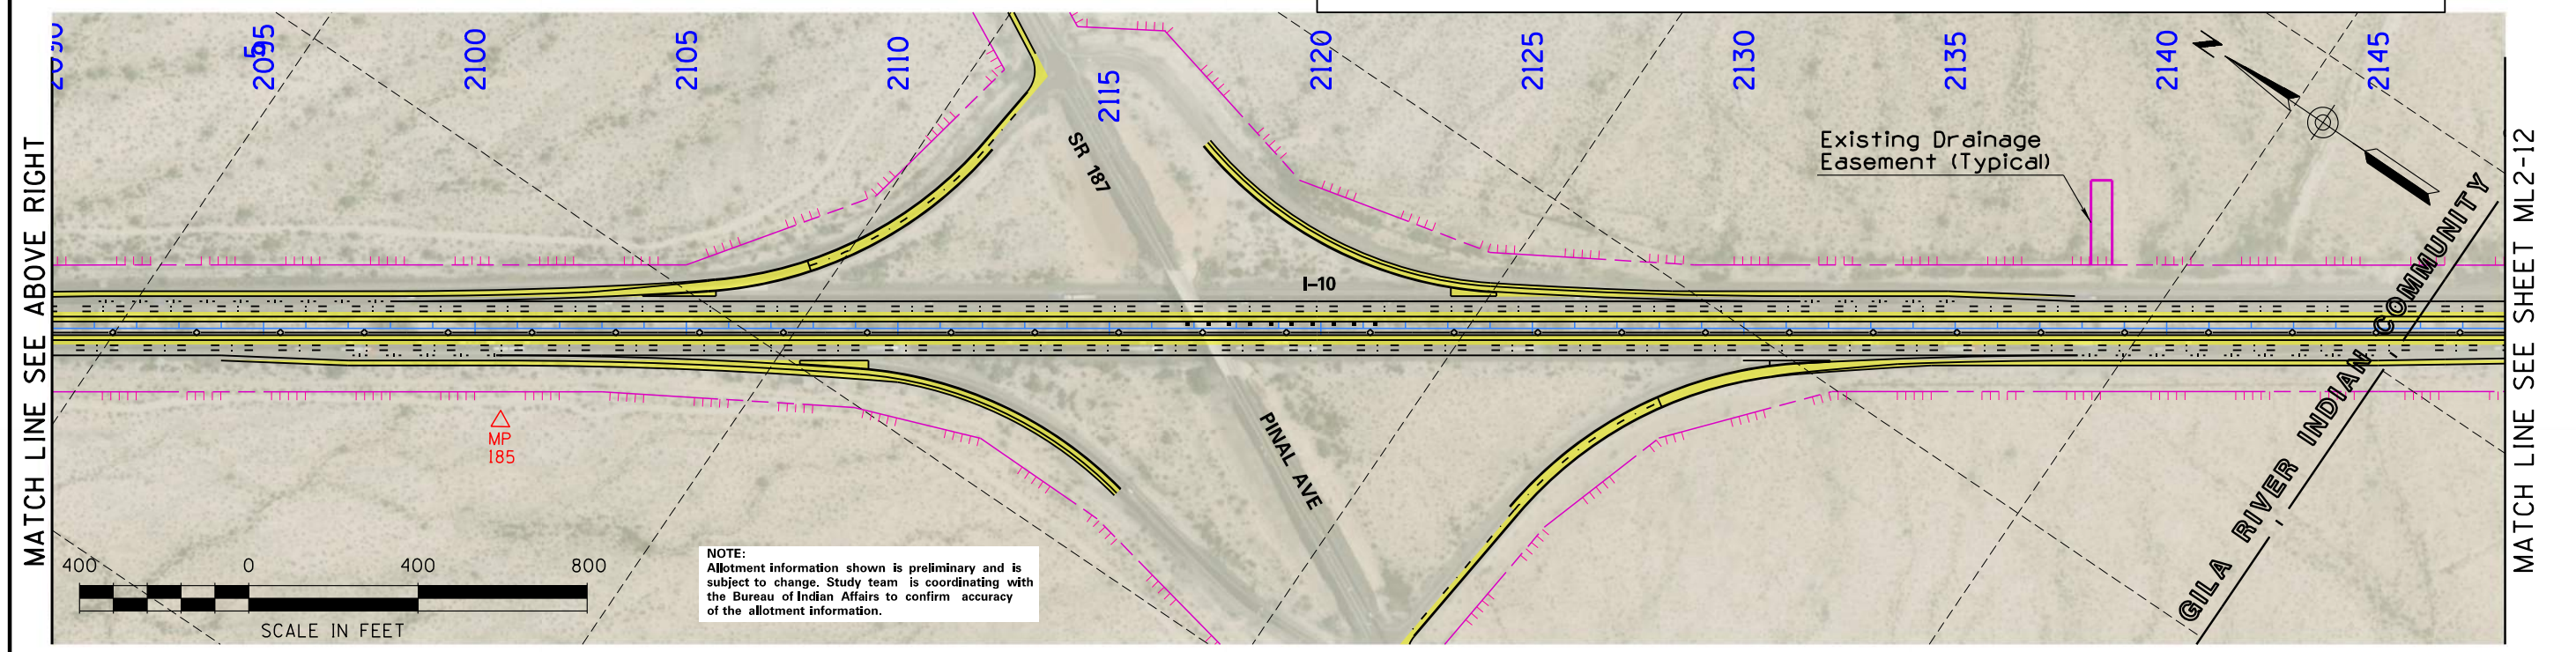 2095
2100
2105
2110
2115
2120
2125
2130
2135
2140
2145
N
MATCH LINE SEE ABOVE RIGHT
SR 187
I-10
Existing Drainage
Easement (Typical)
PINAL AVE
MP
185
GILA RIVER INDIAN COMMUNITY
MATCH LINE SEE SHEET ML2-12
400 0 400 800
SCALE IN FEET
NOTE:
Allotment information shown is preliminary and is
subject to change. Study team is coordinating with
the Bureau of Indian Affairs to confirm accuracy
of the allotment information.